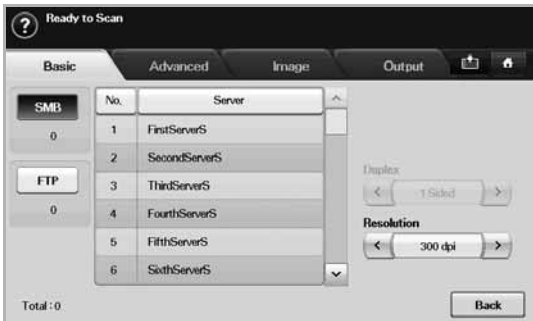 ? Ready to Scan
Basic Advanced Image Output
SMB
0
FTP
0
No. Server
1 FirstServerS
2 SecondServerS
3 ThirdServerS
4 FourthServerS
5 FifthServerS
6 SixthServerS
Duplex
< 1 Sided >
Resolution
< 300 dpi >
Total : 0
Back